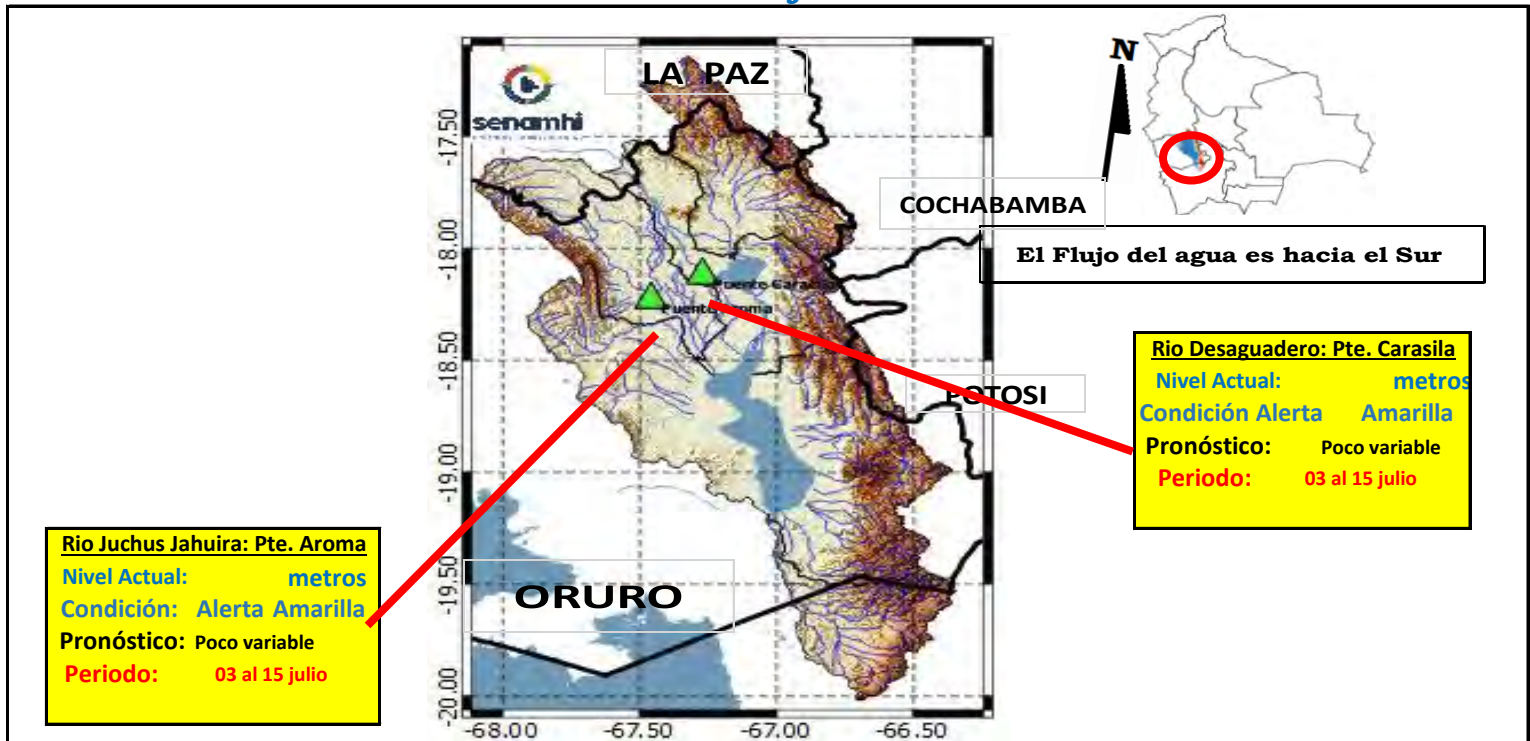 LA PAZ
senamhi
N
COCHABAMBA
El Flujo del agua es hacia el Sur
Puente Aroma
POTOSI
ORURO
Rio Desaguadero: Pte. Carasila
Nivel Actual: metros
Condición Alerta Amarilla
Pronóstico: Poco variable
Periodo: 03 al 15 julio
Rio Juchus Jahuira: Pte. Aroma
Nivel Actual: metros
Condición: Alerta Amarilla
Pronóstico: Poco variable
Periodo: 03 al 15 julio
-17.50
-18.00
-18.50
-19.00
-19.50
-20.00
-68.00 -67.50 -67.00 -66.50